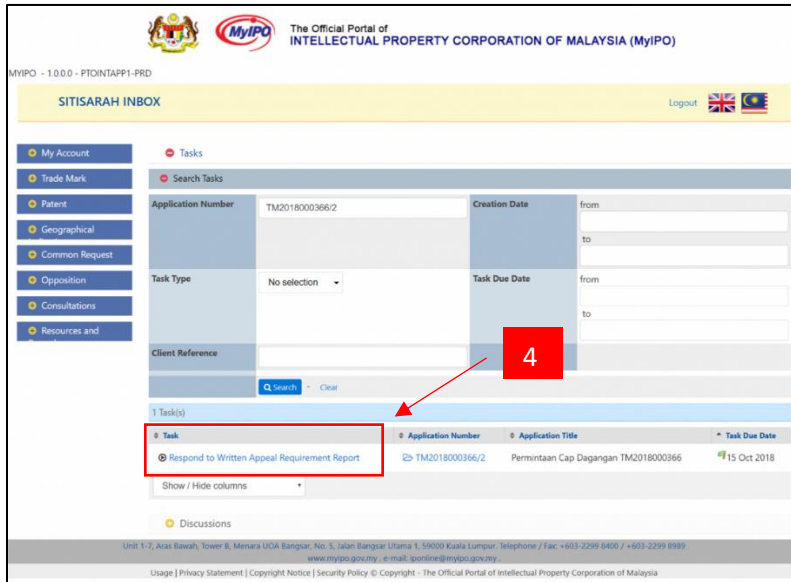 MyIPO
The Official Portal of
INTELLECTUAL PROPERTY CORPORATION OF MALAYSIA (MyIPO)
MYIPO - 1.0.0.0 - PTOINTAPP1-PRD
SITISARAH INBOX
Logout
My Account
Trade Mark
Patent
Geographical
Common Request
Opposition
Consultations
Resources and
Tasks
Search Tasks
Application Number
TM2018000366/2
Creation Date
from
to
Task Type
No selection
Task Due Date
from
to
Client Reference
4
Search - Clear
1 Task(s)
Task Application Number Application Title Task Due Date
Respond to Written Appeal Requirement Report TM2018000366/2 Permintaan Cap Dagangan TM2018000366 15 Oct 2018
Show / Hide columns
Discussions
Unit 1-7, Aras Bawah, Tower B, Menara UOA Bangsar, No. 5, Jalan Bangsar Utama 1, 59000 Kuala Lumpur. Telephone / Fax: +603-2299 8400 / +603-2299 8989
www.myipo.gov.my , e-mail: iponline@myipo.gov.my .
Usage | Privacy Statement | Copyright Notice | Security Policy © Copyright - The Official Portal of Intellectual Property Corporation of Malaysia